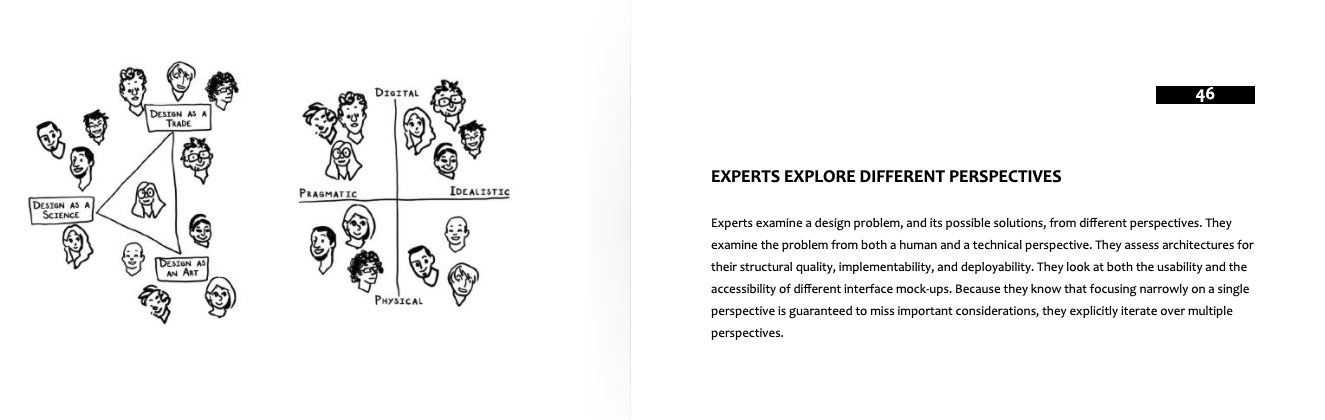 DESIGN AS A
TRADE
DESIGN AS A
SCIENCE
DESIGN AS
AN ART
DIGITAL
PRAGMATIC
IDEALISTIC
PHYSICAL
46
EXPERTS EXPLORE DIFFERENT PERSPECTIVES
Experts examine a design problem, and its possible solutions, from different perspectives. They
examine the problem from both a human and a technical perspective. They assess architectures for
their structural quality, implementability, and deployability. They look at both the usability and the
accessibility of different interface mock-ups. Because they know that focusing narrowly on a single
perspective is guaranteed to miss important considerations, they explicitly iterate over multiple
perspectives.